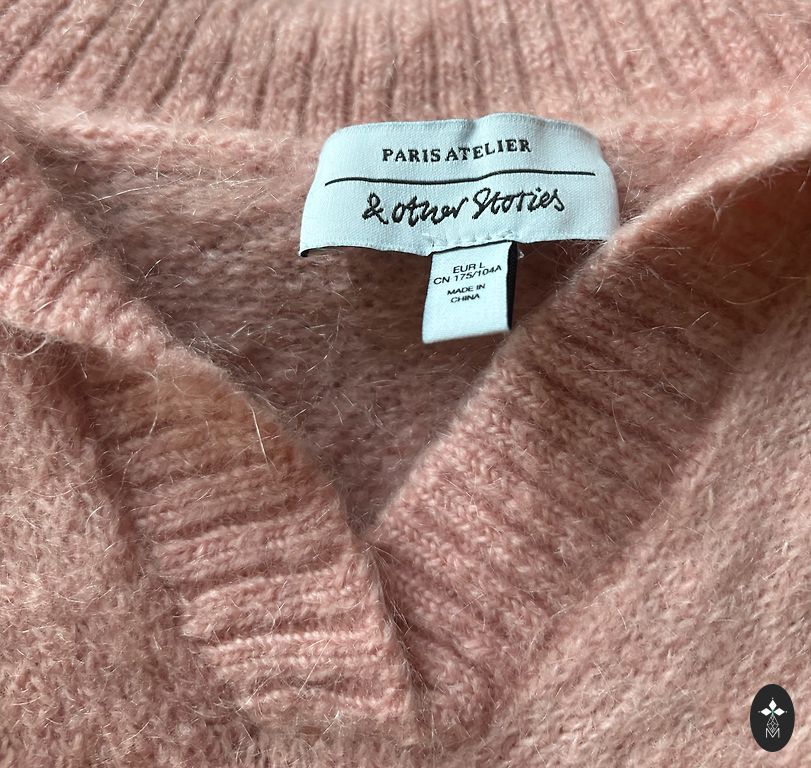 PARIS ATELIER
& Other Stories
EUR L
CN 175/104A
MADE IN
CHINA
M